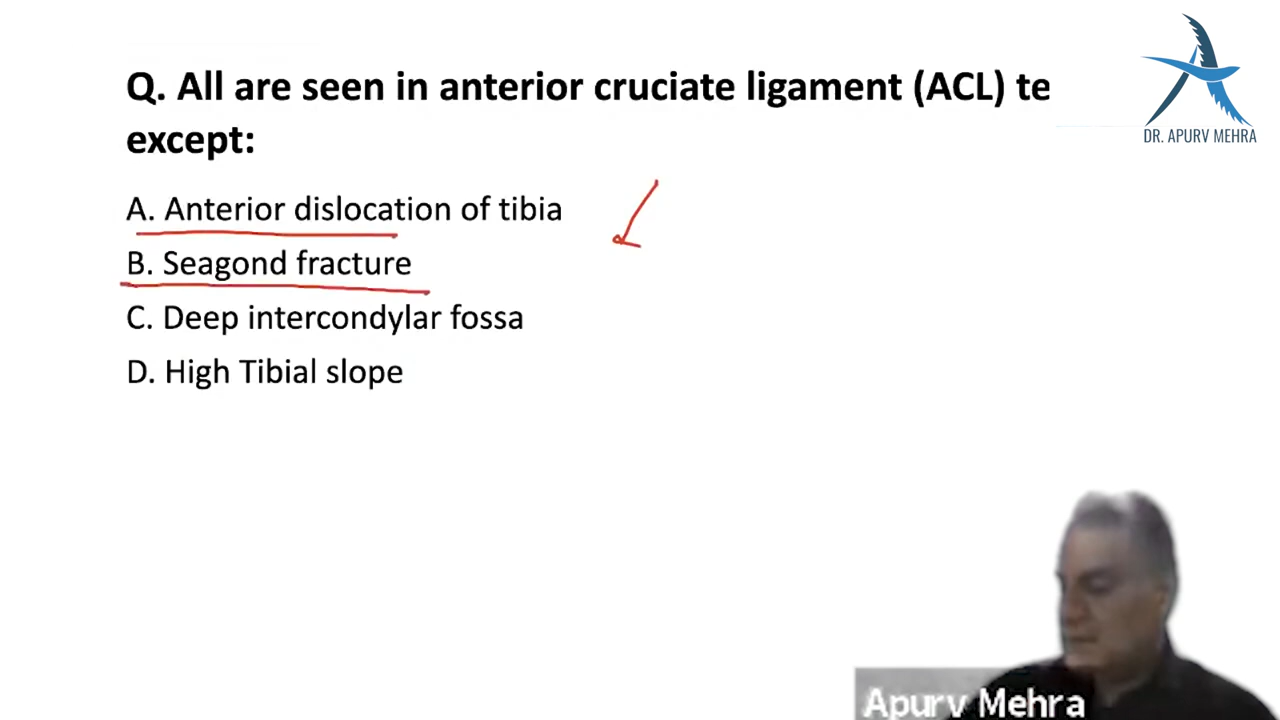 Q. All are seen in anterior cruciate ligament (ACL) te
except:
A. Anterior dislocation of tibia
B. Seagond fracture
C. Deep intercondylar fossa
D. High Tibial slope
DR. APURV MEHRA
Apurv Mehra